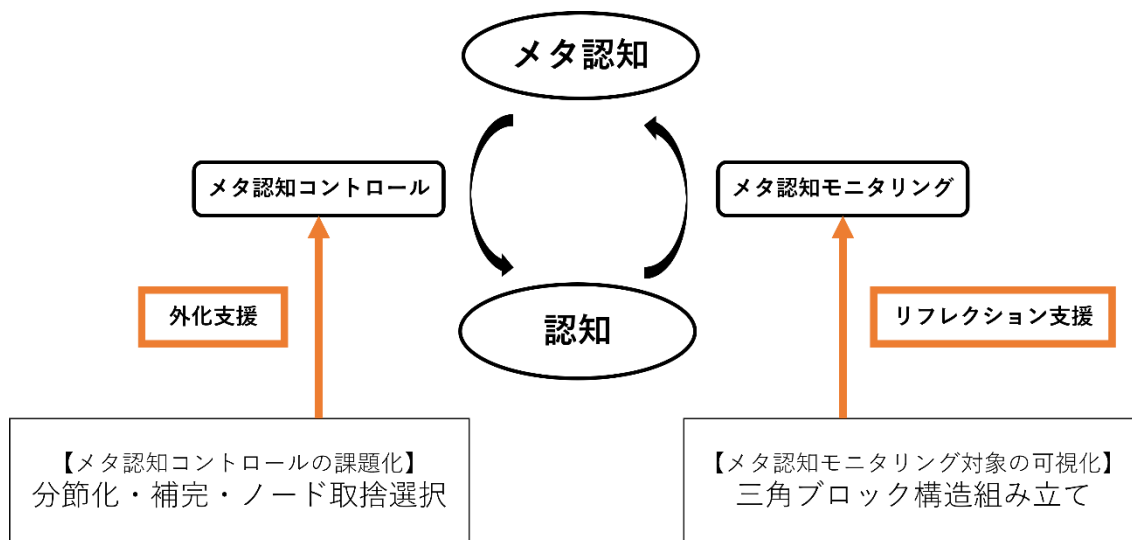 メタ認知
メタ認知コントロール
メタ認知モニタリング
外化支援
認知
リフレクション支援
【メタ認知コントロールの課題化】
分節化・補完・ノード取捨選択
【メタ認知モニタリング対象の可視化】
三角ブロック構造組み立て